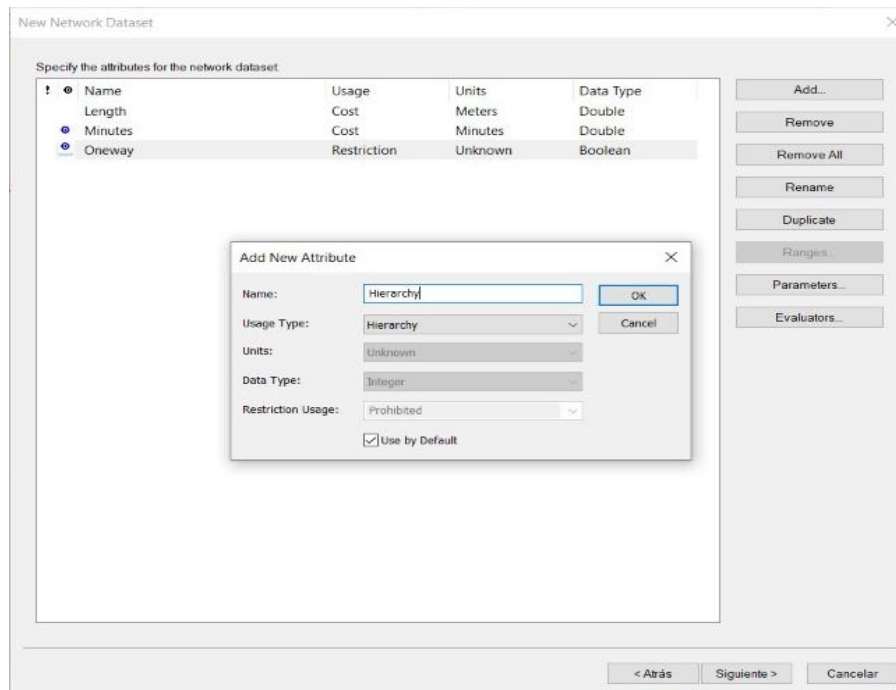 New Network Dataset
Specify the attributes for the network dataset
! Name Usage Units Data Type
Length Cost Meters Double
Minutes Cost Minutes Double
Oneway Restriction Unknown Boolean
Add...
Remove
Remove All
Rename
Duplicate
Ranges...
Parameters...
Evaluators...
Add New Attribute
Name: Hierarchy
OK
Usage Type: Hierarchy
Cancel
Units: Unknown
Data Type: Integer
Restriction Usage: Prohibited
Use by Default
< Atrás Siguiente > Cancelar